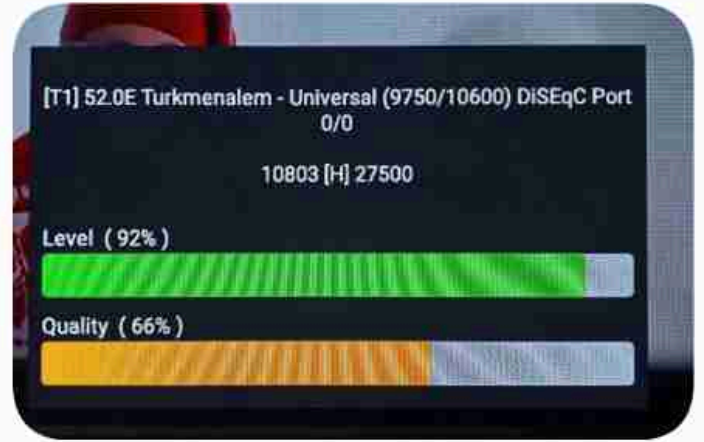 [T1] 52.0E Turkmenalem - Universal (9750/10600) DiSEqC Port
0/0
10803 [H] 27500
Level ( 92% )
Quality ( 66% )